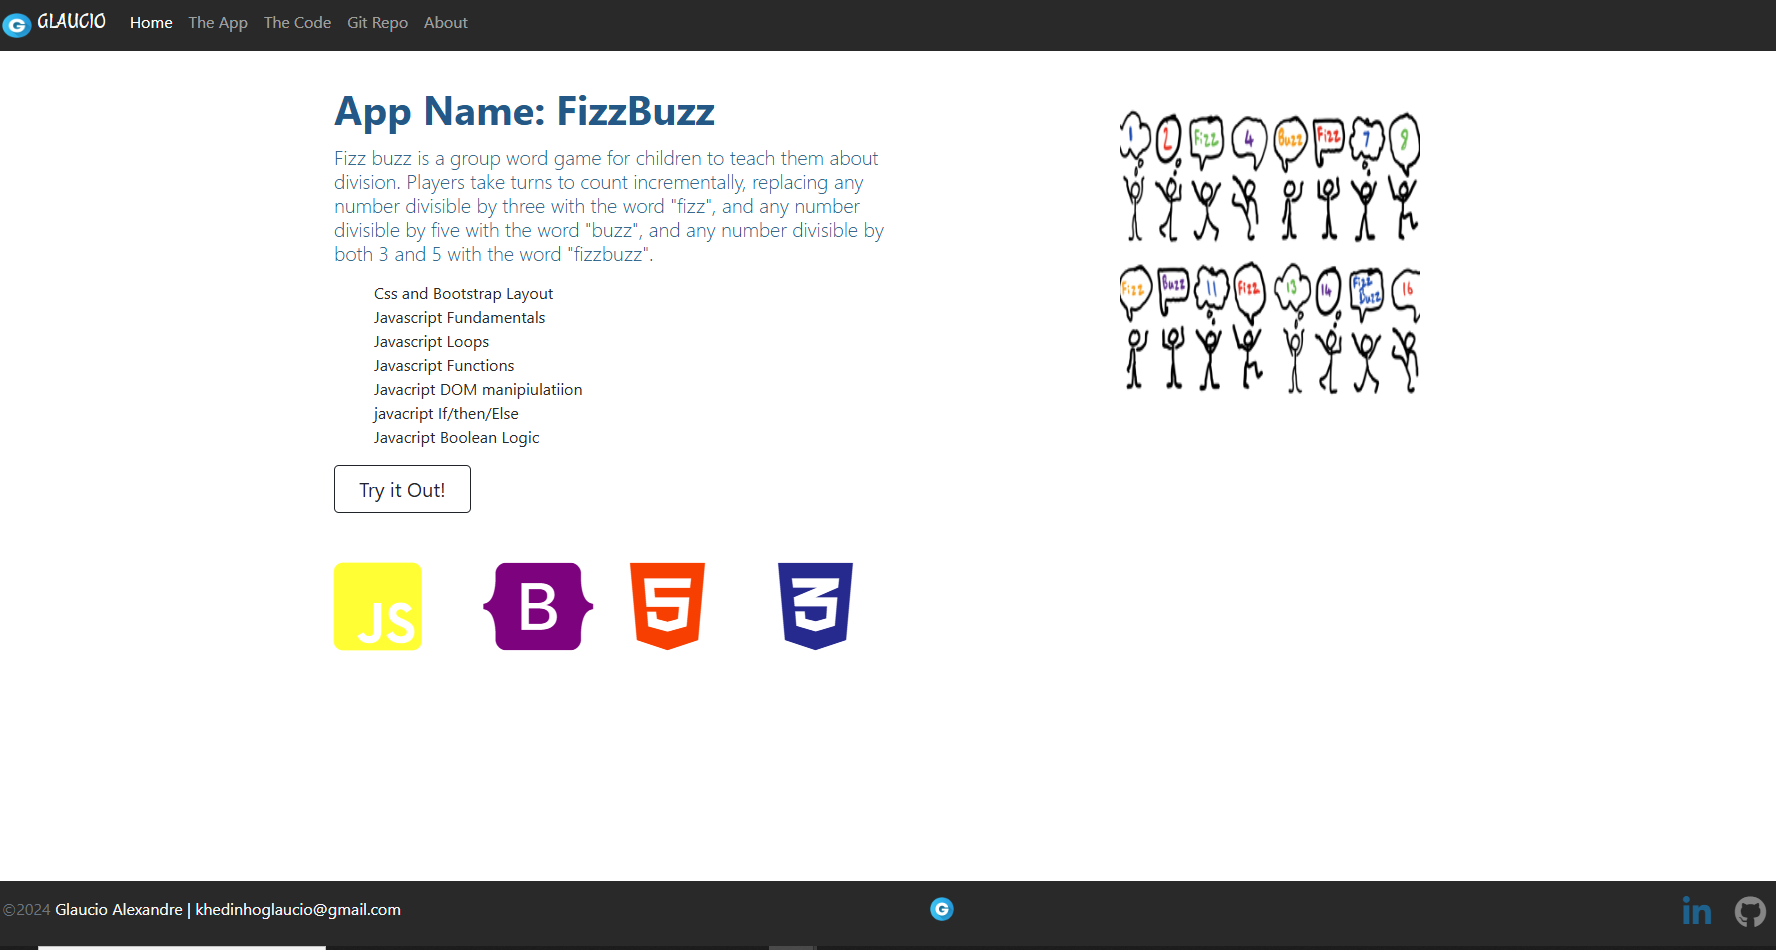 G GLAUCIO Home The App The Code Git Repo About
App Name: FizzBuzz
Fizz buzz is a group word game for children to teach them about
division. Players take turns to count incrementally, replacing any
number divisible by three with the word "fizz", and any number
divisible by five with the word "buzz", and any number divisible by
both 3 and 5 with the word "fizzbuzz".
Css and Bootstrap Layout
Javascript Fundamentals
Javascript Loops
Javascript Functions
Javacript DOM manipiulatiion
javacript If/then/Else
Javacript Boolean Logic
Try it Out!
1 2 Fizz 4 Buzz Fizz 7 8
Fizz Buzz 11 Fizz 13 14 Fizz Buzz 16
JS B 5 3
©2024 Glaucio Alexandre | khedinhoglaucio@gmail.com G in